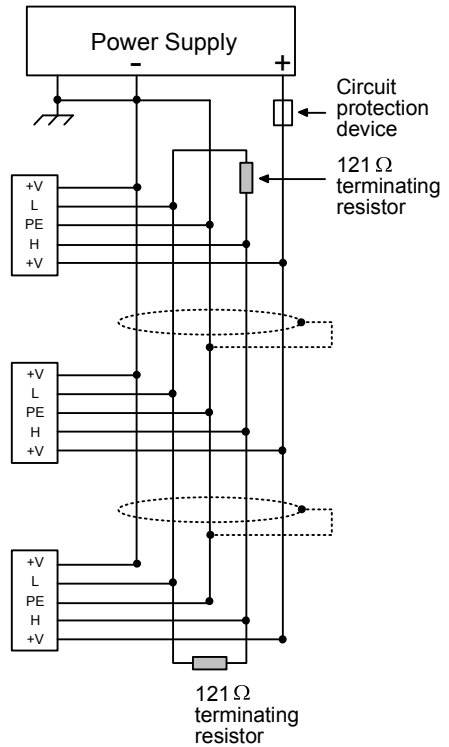 Power Supply
-
+
Circuit
protection
device
121 Ω
terminating
resistor
+V
L
PE
H
+V
+V
L
PE
H
+V
+V
L
PE
H
+V
121 Ω
terminating
resistor